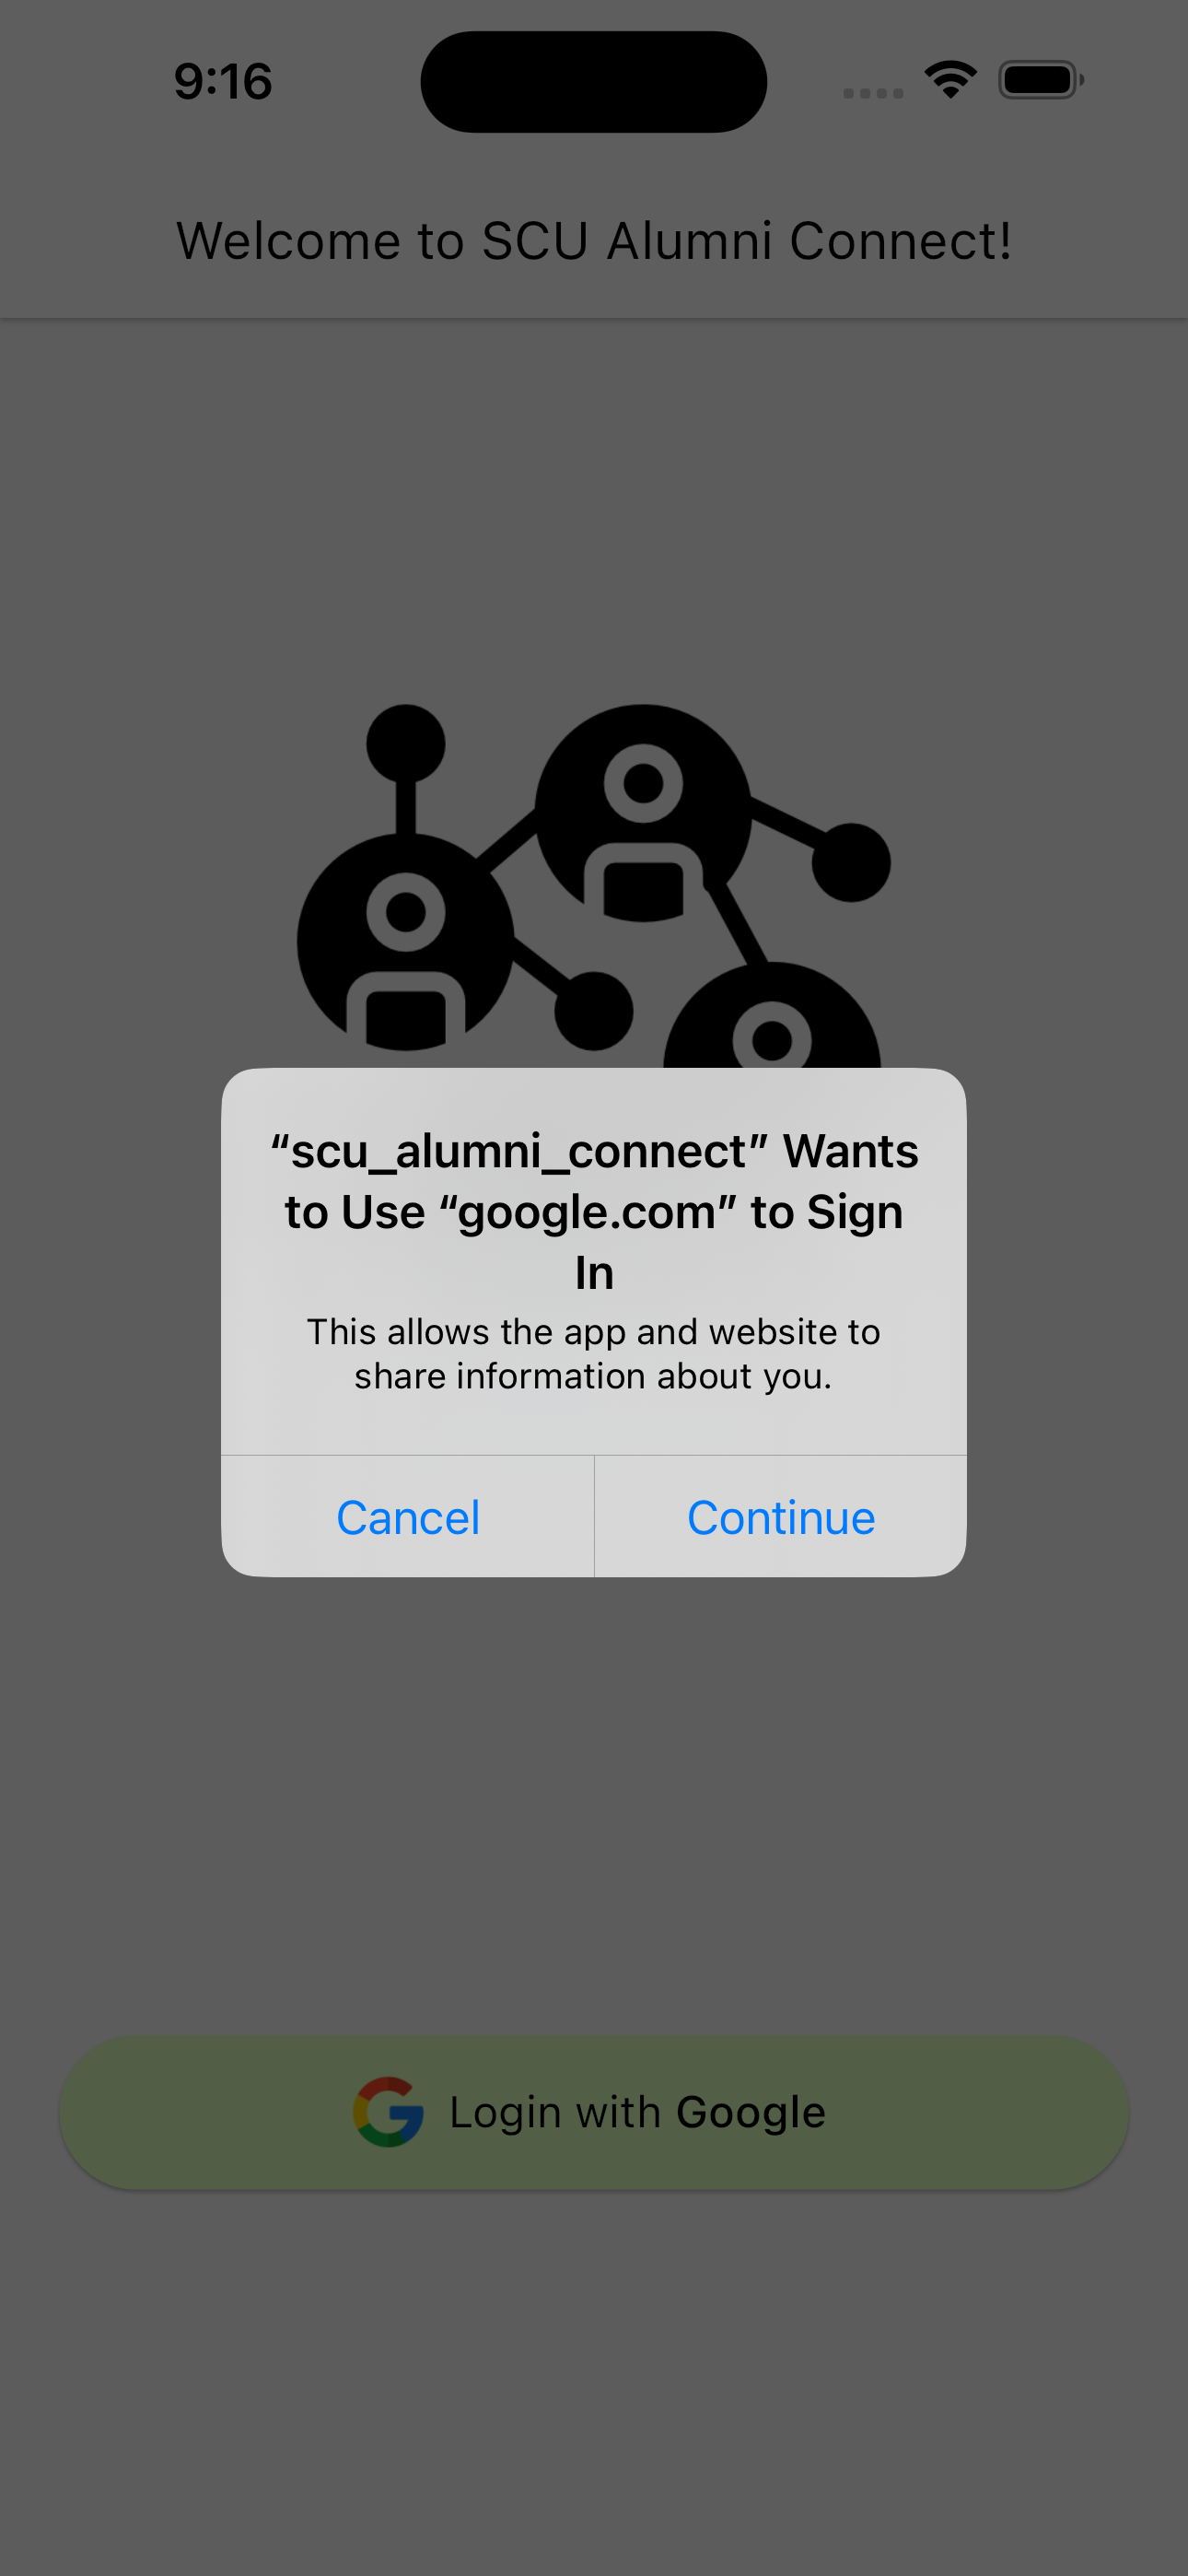 9:16
Welcome to SCU Alumni Connect!
“scu_alumni_connect” Wants
to Use “google.com” to Sign
In
This allows the app and website to
share information about you.
Cancel
Continue
Login with Google